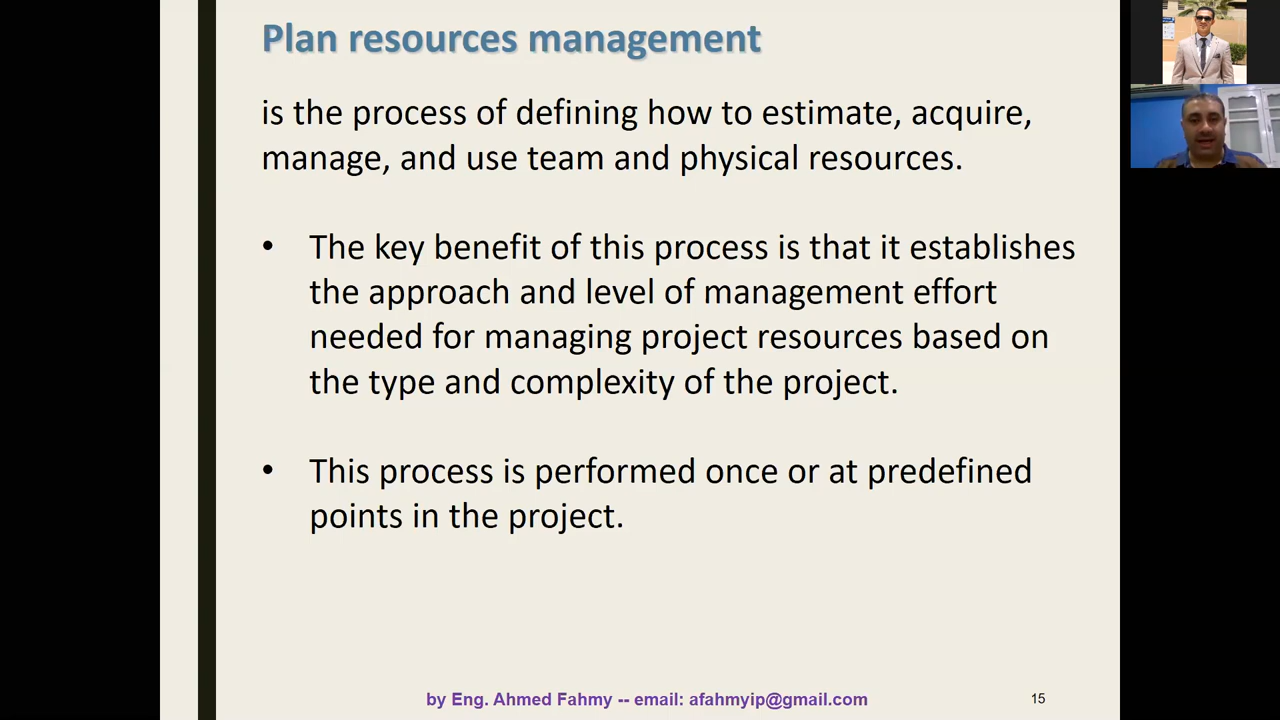 Plan resources management
is the process of defining how to estimate, acquire,
manage, and use team and physical resources.
• The key benefit of this process is that it establishes
the approach and level of management effort
needed for managing project resources based on
the type and complexity of the project.
• This process is performed once or at predefined
points in the project.
by Eng. Ahmed Fahmy -- email: afahmyip@gmail.com
15